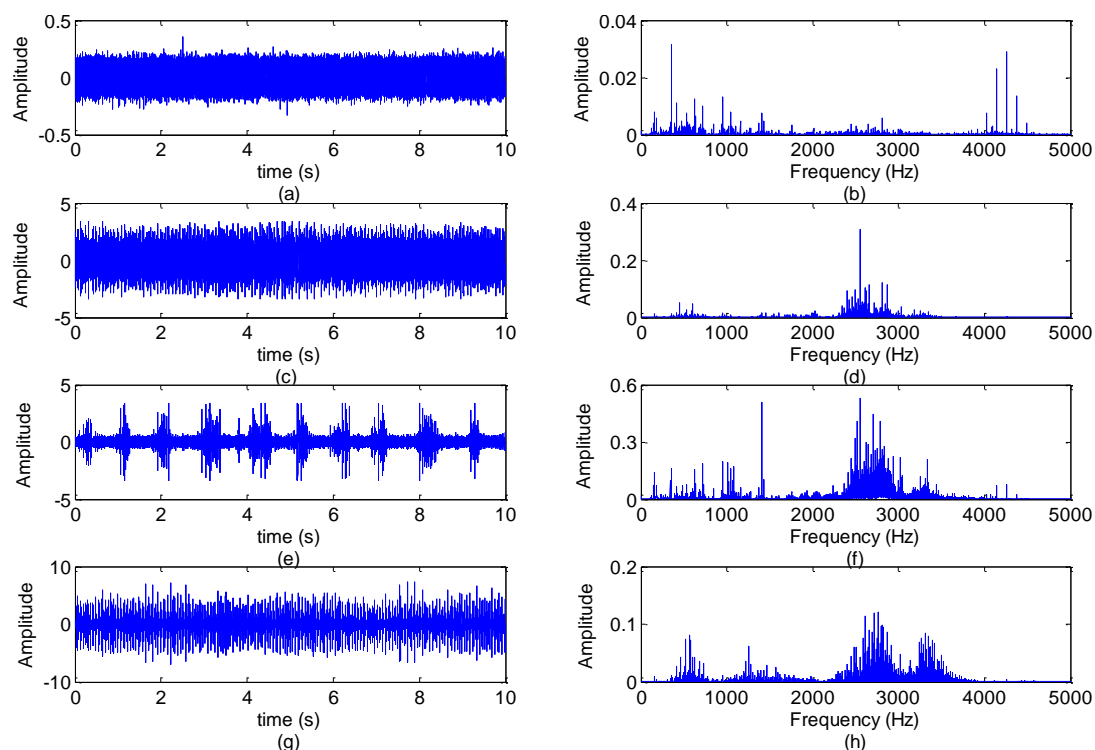 0.5
0
-0.5
Amplitude
0 2 4 6 8 10
time (s)
(a)
0.04
0.02
0
Amplitude
0 1000 2000 3000 4000 5000
Frequency (Hz)
(b)
5
0
-5
Amplitude
0 2 4 6 8 10
time (s)
(c)
0.4
0.2
0
Amplitude
0 1000 2000 3000 4000 5000
Frequency (Hz)
(d)
5
0
-5
Amplitude
0 2 4 6 8 10
time (s)
(e)
0.6
0.3
0
Amplitude
0 1000 2000 3000 4000 5000
Frequency (Hz)
(f)
10
0
-10
Amplitude
0 2 4 6 8 10
time (s)
(g)
0.2
0.1
0
Amplitude
0 1000 2000 3000 4000 5000
Frequency (Hz)
(h)